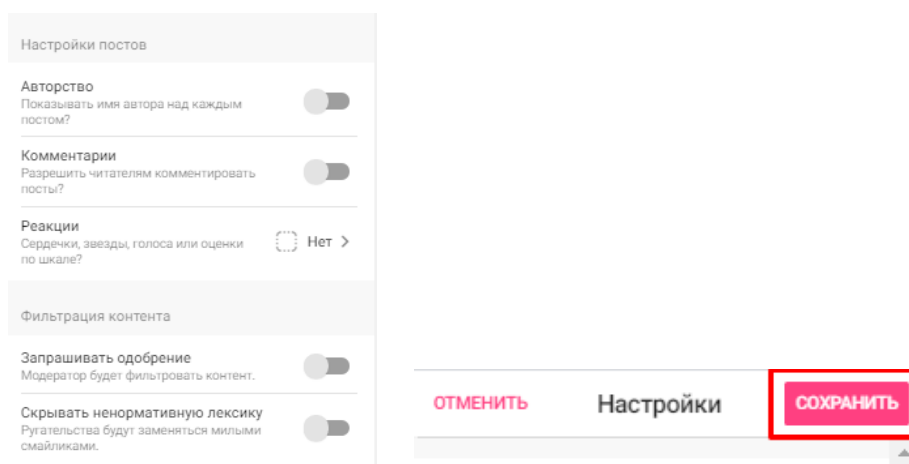 Настройки постов
Авторство
Показывать имя автора над каждым
постом?
Комментарии
Разрешить читателям комментировать
посты?
Реакции
Сердечки, звезды, голоса или оценки
по шкале?
Нет
Фильтрация контента
Запрашивать одобрение
Модератор будет фильтровать контент.
Скрывать ненормативную лексику
Ругательства будут заменяться милыми
смайликами.
ОТМЕНИТЬ
Настройки
СОХРАНИТЬ